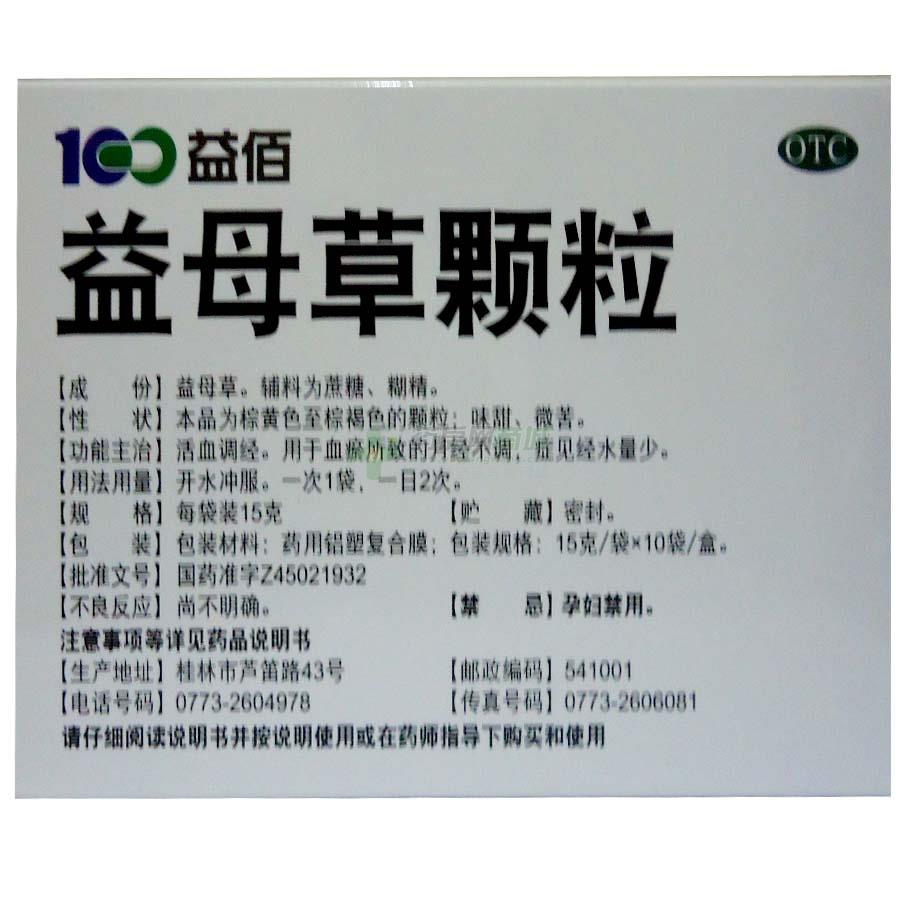 100 益佰
OTC
益母草颗粒
【成 份】益母草。辅料为蔗糖、糊精。
【性 状】本品为棕黄色至棕褐色的颗粒；味甜、微苦。
【功能主治】活血调经。用于血瘀所致的月经不调，症见经水量少。
【用法用量】开水冲服。一次1袋，一日2次。
【规 格】每袋装15克 【贮 藏】密封。
【包 装】包装材料：药用铝塑复合膜；包装规格：15克/袋×10袋/盒。
【批准文号】国药准字Z45021932
【不良反应】尚不明确。 【禁 忌】孕妇禁用。
注意事项等详见药品说明书
【生产地址】桂林市芦笛路43号 【邮政编码】541001
【电话号码】0773-2604978 【传真号码】0773-2606081
请仔细阅读说明书并按说明使用或在药师指导下购买和使用